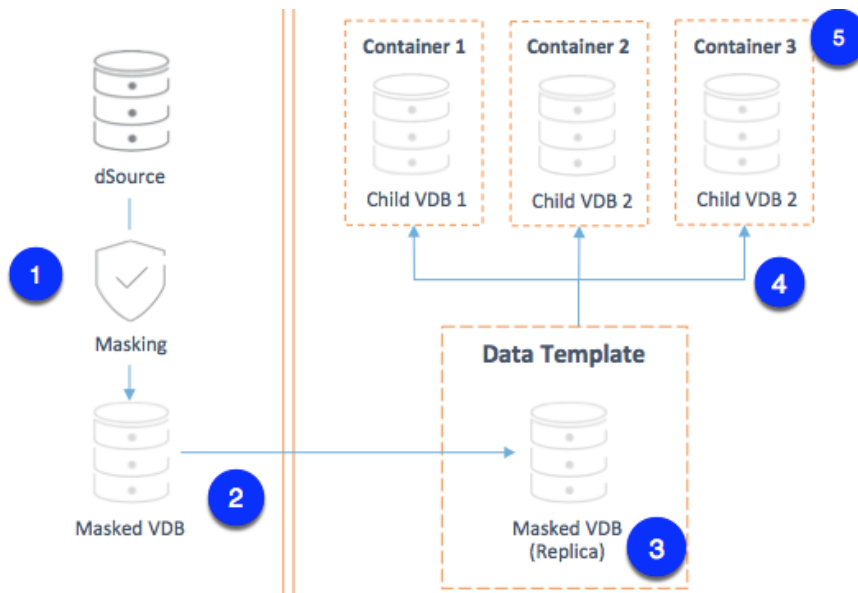 Container 1
Container 2
Container 3
5
dSource
Child VDB 1
Child VDB 2
Child VDB 2
1
4
Masking
Data Template
2
Masked VDB
Masked VDB
(Replica)
3